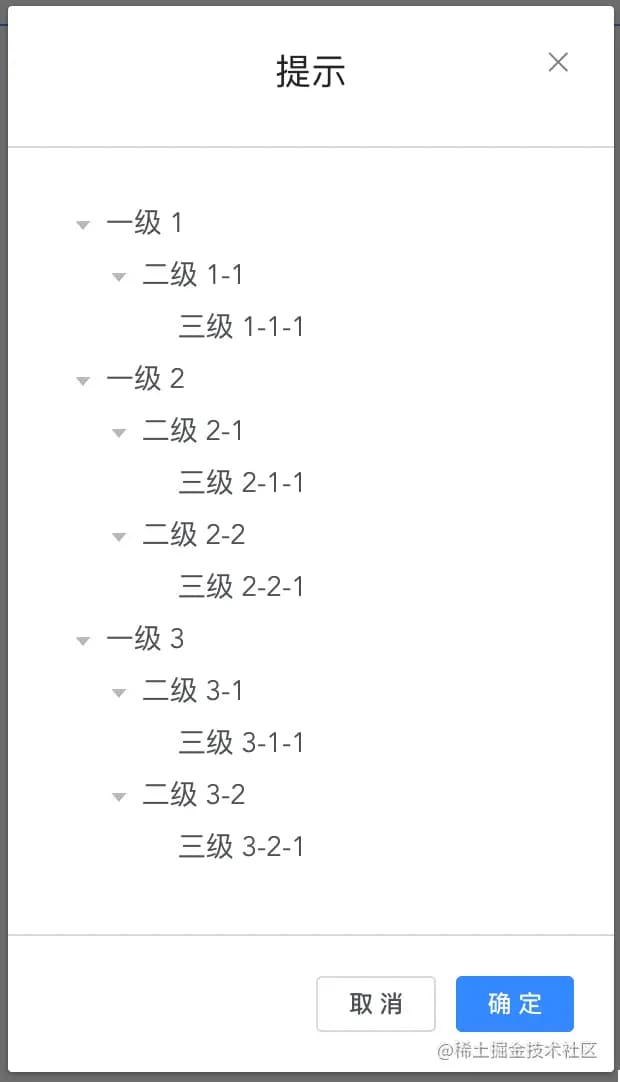 提示
一级 1
二级 1-1
三级 1-1-1
一级 2
二级 2-1
三级 2-1-1
二级 2-2
三级 2-2-1
一级 3
二级 3-1
三级 3-1-1
二级 3-2
三级 3-2-1
取消 确定
@稀土掘金技术社区